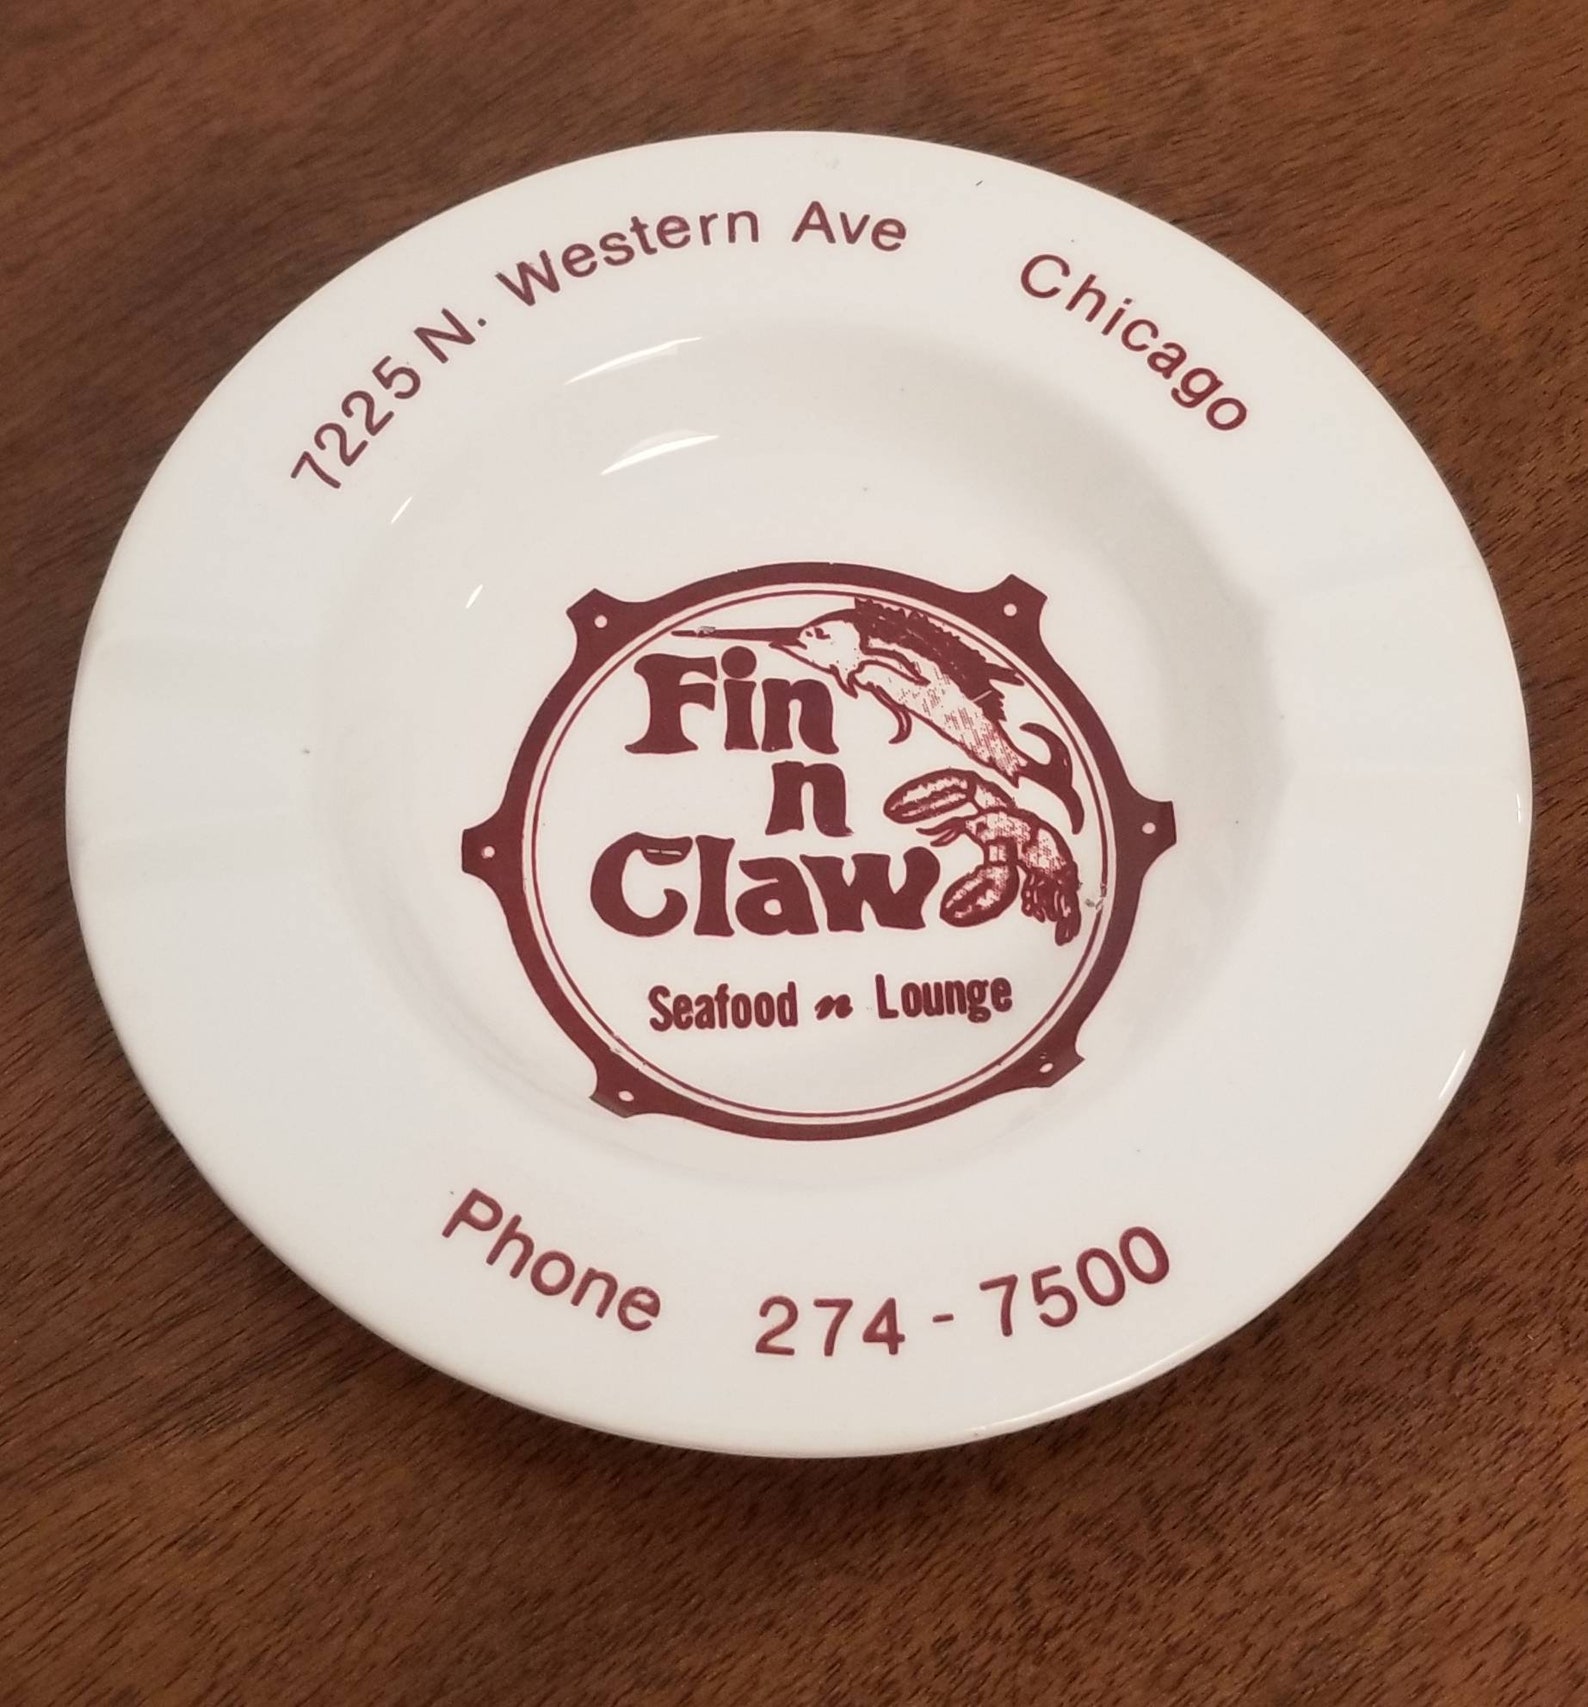 7225 N. Western Ave Chicago
Fin
n
Claw
Seafood n Lounge
Phone 274-7500